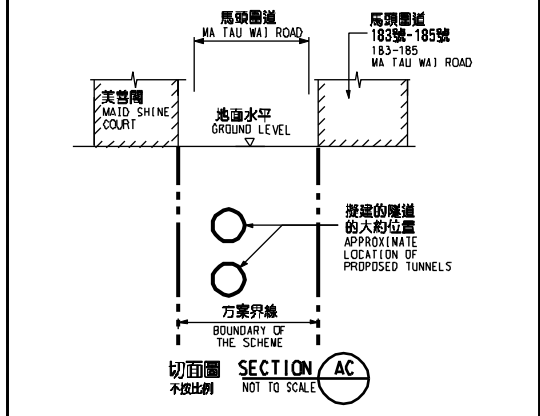 馬頭圍道
MA TAU WAI ROAD
馬頭圍道
183號-185號
183-185
MA TAU WAI ROAD
美善閣
MAID SHINE
COURT
地面水平
GROUND LEVEL
擬建的隧道
的大約位置
APPROXIMATE
LOCATION OF
PROPOSED TUNNELS
方案界線
BOUNDARY OF
THE SCHEME
切面圖 SECTION AC
不按比例 NOT TO SCALE